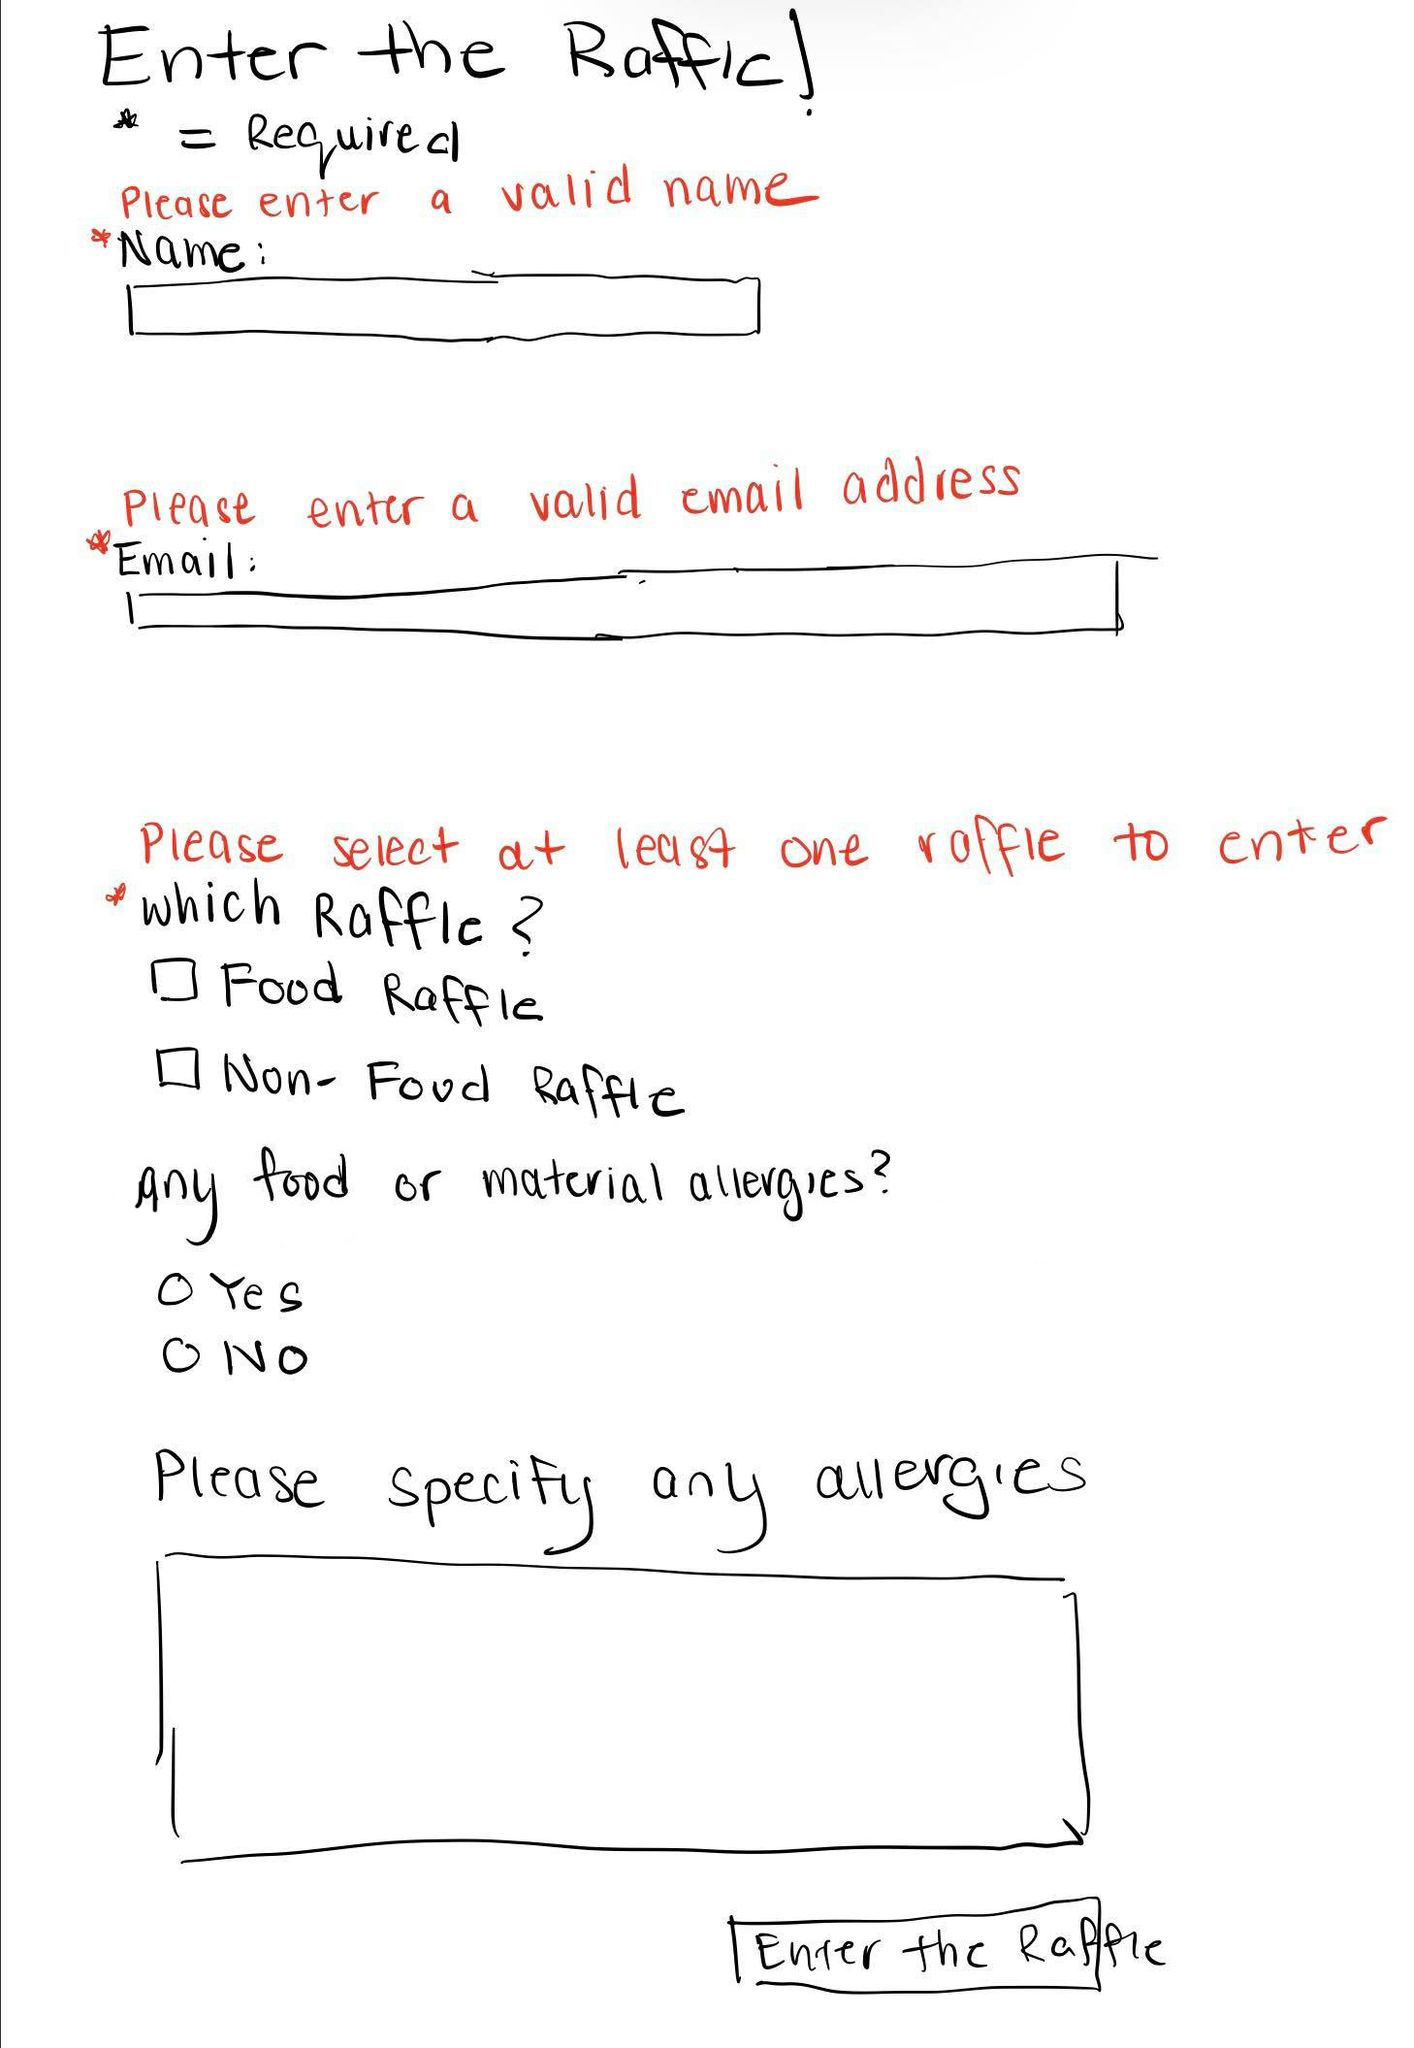 Enter the Raffle!
* = Required
Please enter a valid name
*Name:
Please enter a valid email address
*Email:
Please select at least one raffle to enter
*Which Raffle?
Food Raffle
Non-Food Raffle
Any food or material allergies?
Yes
No
Please specify any allergies
Enter the Raffle